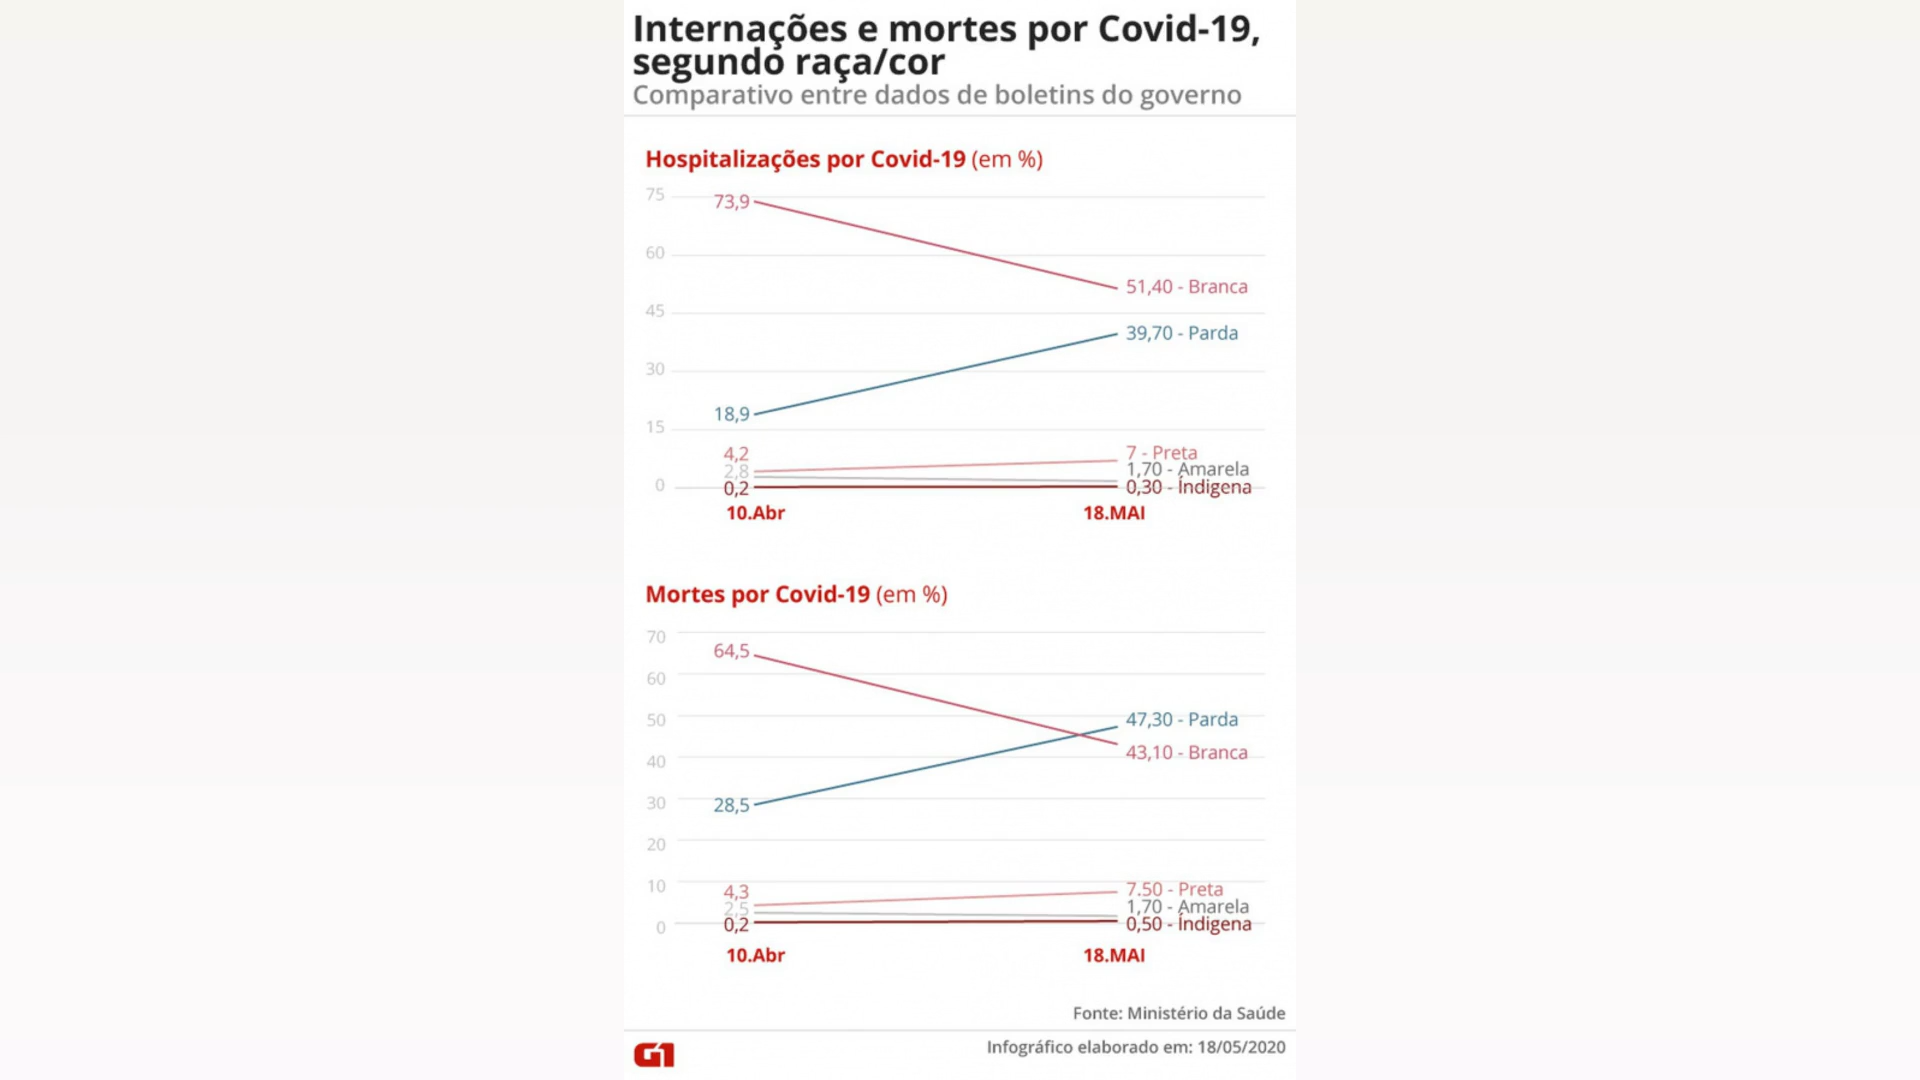 Internações e mortes por Covid-19,
segundo raça/cor
Comparativo entre dados de boletins do governo
Hospitalizações por Covid-19 (em %)
75
73,9
60
51,40 - Branca
45
39,70 - Parda
30
18,9
15
4,2
7 - Preta
2,8
1,70 - Amarela
0
0,2
0,30 - Índigena
10.Abr
18.MAI
Mortes por Covid-19 (em %)
70
64,5
60
50
47,30 - Parda
43,10 - Branca
40
30
28,5
20
10
4,3
7.50 - Preta
2,5
1,70 - Amarela
0
0,2
0,50 - Índigena
10.Abr
18.MAI
Fonte: Ministério da Saúde
G1
Infográfico elaborado em: 18/05/2020